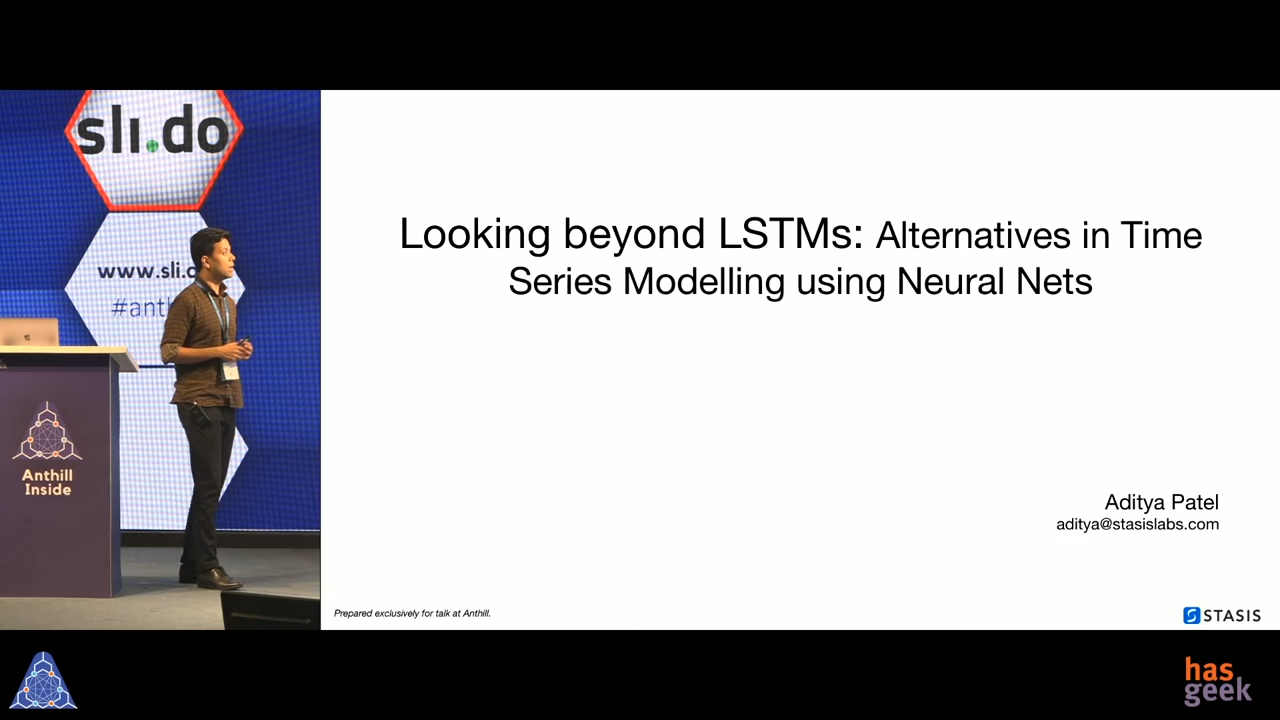 sli.do
www.sli.
#ant
Anthill
Inside
Looking beyond LSTMs: Alternatives in Time
Series Modelling using Neural Nets
Aditya Patel
aditya@stasislabs.com
Prepared exclusively for talk at Anthill.
STASIS
has
geek